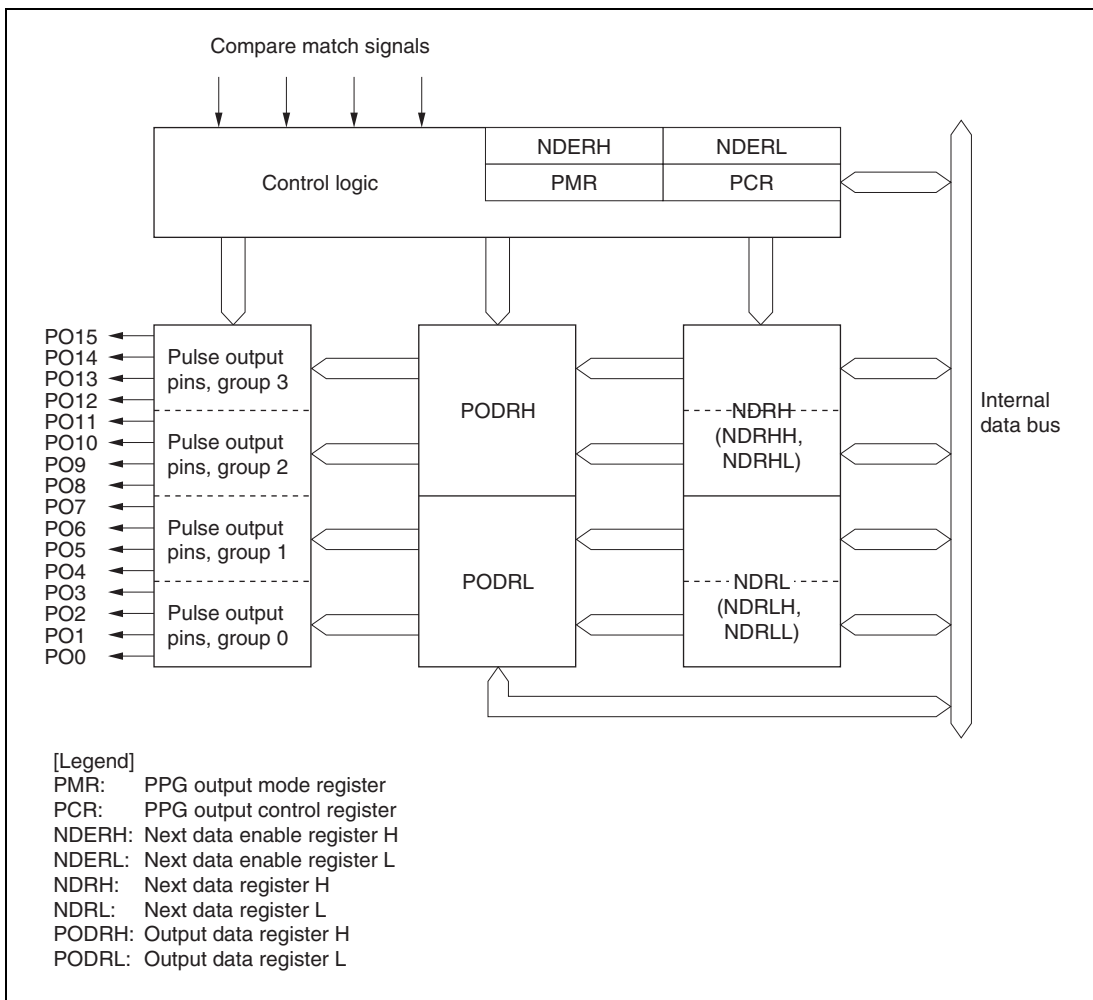 Compare match signals
Control logic
NDERH
NDERL
PMR
PCR
PO15
PO14
PO13
PO12
PO11
PO10
PO9
PO8
PO7
PO6
PO5
PO4
PO3
PO2
PO1
PO0
Pulse output
pins, group 3
Pulse output
pins, group 2
Pulse output
pins, group 1
Pulse output
pins, group 0
PODRH
PODRL
NDRH
(NDRHH,
NDRHL)
NDRL
(NDRLH,
NDRLL)
Internal
data bus
[Legend]
PMR: PPG output mode register
PCR: PPG output control register
NDERH: Next data enable register H
NDERL: Next data enable register L
NDRH: Next data register H
NDRL: Next data register L
PODRH: Output data register H
PODRL: Output data register L